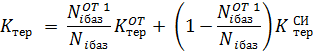 K_тер = N_iбаз^ОТ 1 / N_iбаз K_тер^ОТ + (1 − N_iбаз^ОТ 1 / N_iбаз) K_тер^СИ